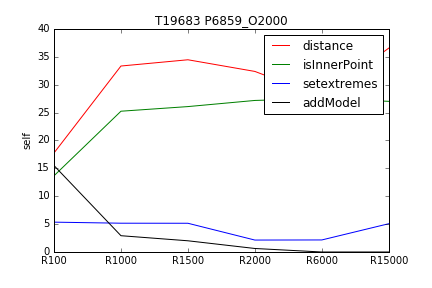 T19683 P6859_O2000
distance
isInnerPoint
setextremes
addModel
self
40
35
30
25
20
15
10
5
0
R100 R1000 R1500 R2000 R6000 R15000